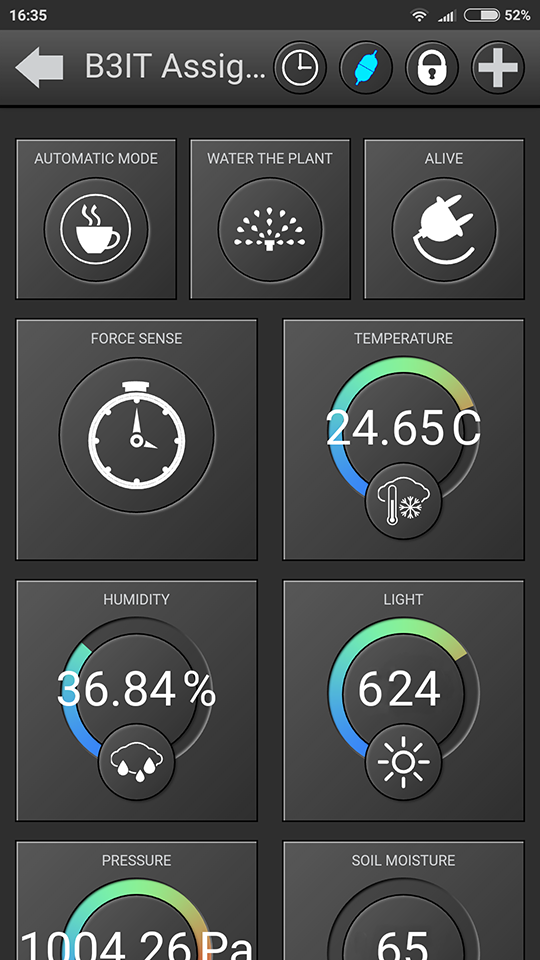 16:35 52%
B3IT Assig...
AUTOMATIC MODE WATER THE PLANT ALIVE
FORCE SENSE TEMPERATURE
24.65 C
HUMIDITY LIGHT
36.84 % 624
PRESSURE SOIL MOISTURE
1004.26 Pa 65